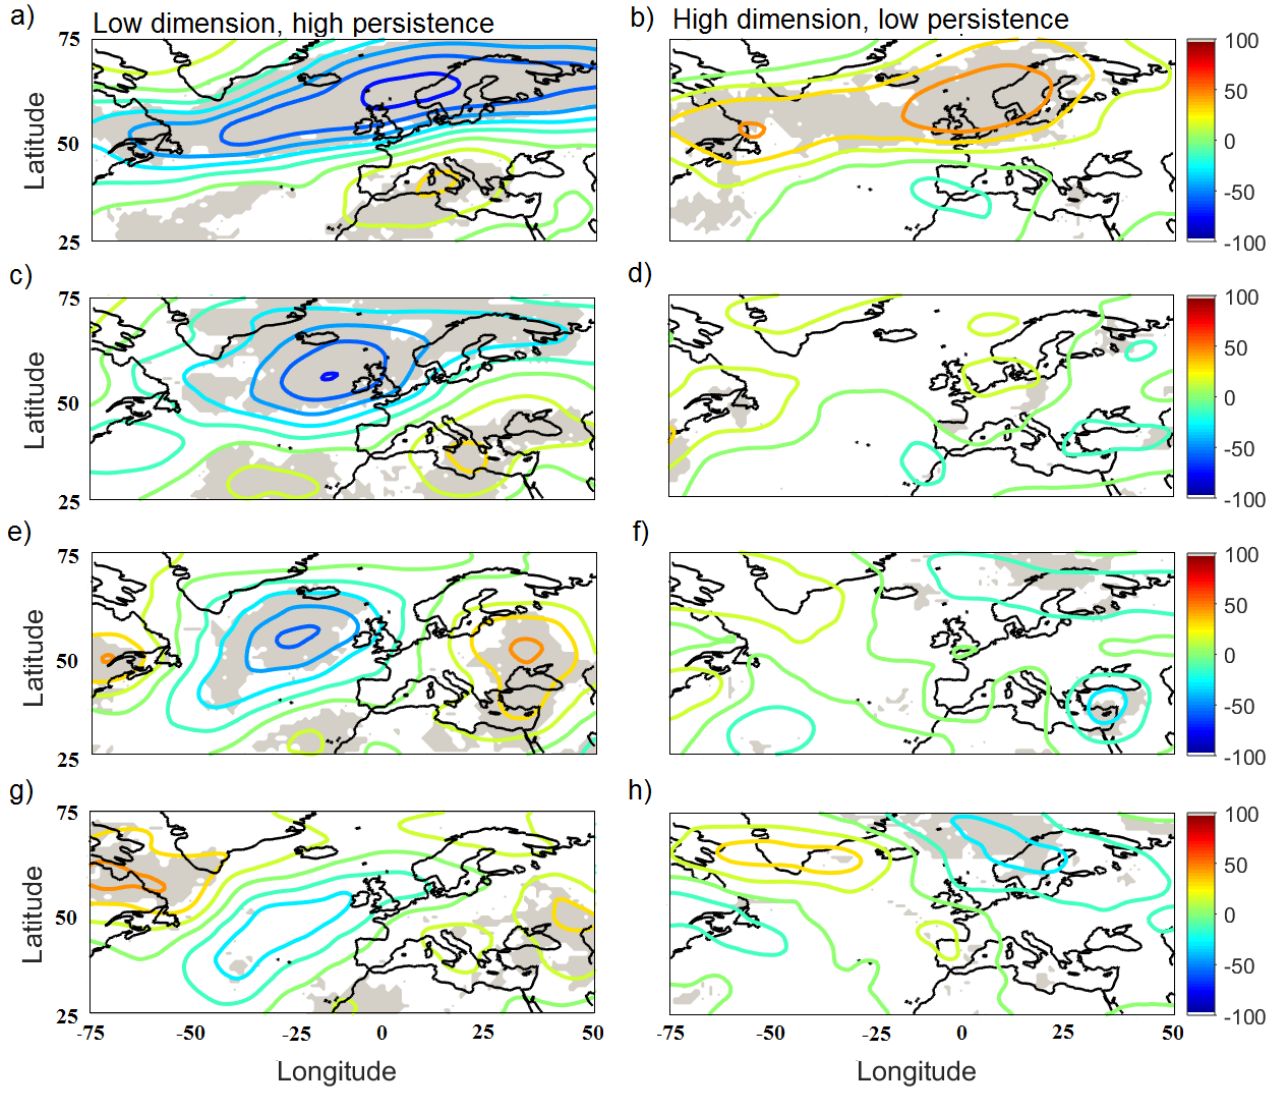 a) Low dimension, high persistence b) High dimension, low persistence
75 100
50
Latitude 50 0
-50
25 -100
c) d)
75 100
50
Latitude 50 0
-50
25 -100
e) f)
75 100
50
Latitude 50 0
-50
25 -100
g) h)
75 100
50
Latitude 50 0
-50
25 -100
-75 -50 -25 0 25 50 -75 -50 -25 0 25 50
Longitude Longitude